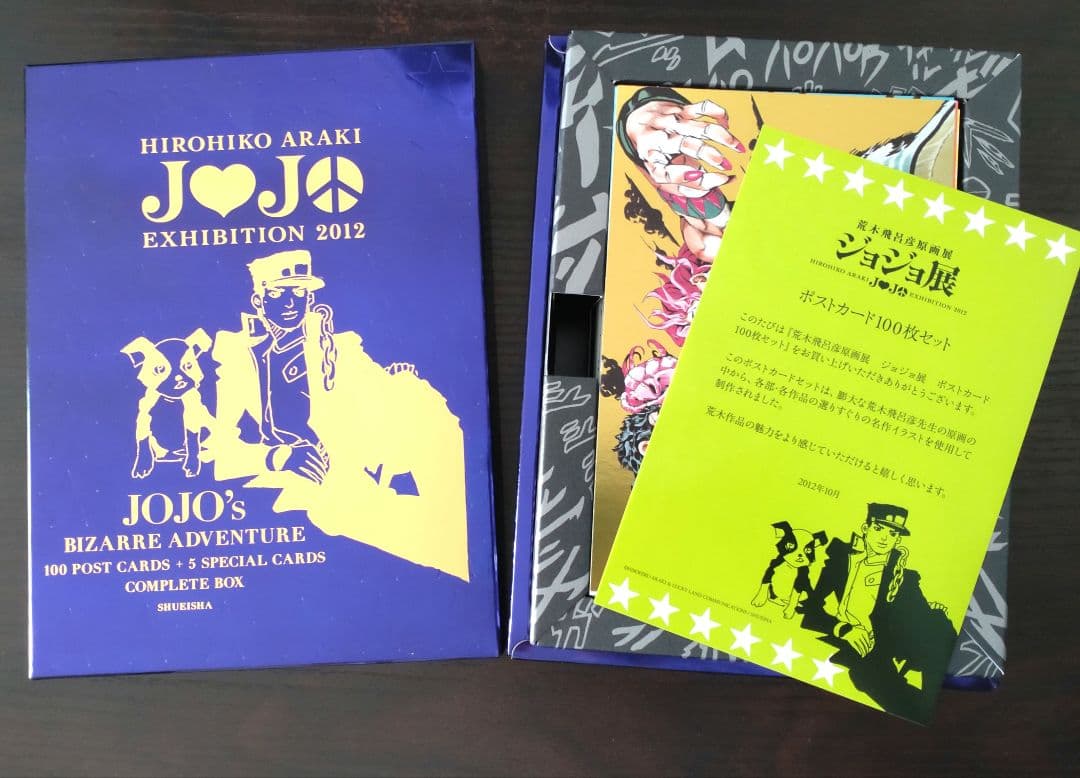 HIROHIKO ARAKI
JOJO
EXHIBITION 2012
JOJO's
BIZARRE ADVENTURE
100 POST CARDS + 5 SPECIAL CARDS
COMPLETE BOX
SHUEISHA
荒木飛呂彦原画展
ジョジョ展
HIROHIKO ARAKI JOJO EXHIBITION 2012
ポストカード100枚セット
このたびは『荒木飛呂彦原画展 ジョジョ展 ポストカード
100枚セット』をお買い上げいただきありがとうございます。
このポストカードセットは、膨大な荒木飛呂彦先生の原画の
中から、各部・各作品の選りすぐりの名作イラストを使用して
制作されました。
荒木作品の魅力をより感じていただけると嬉しく思います。
2012年10月
©HIROHIKO ARAKI & LUCKY LAND COMMUNICATIONS / SHUEISHA